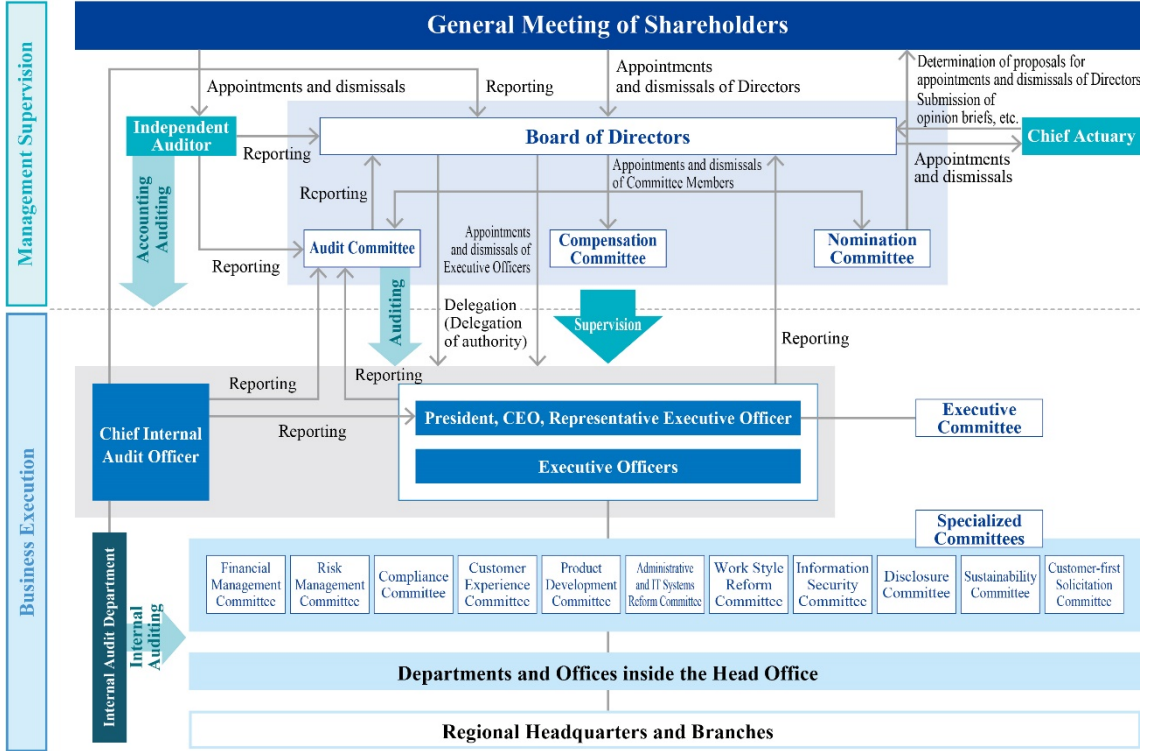 General Meeting of Shareholders
Management Supervision
Appointments and dismissals
Reporting
Appointments
and dismissals of Directors
Determination of proposals for
appointments and dismissals of Directors
Submission of
opinion briefs, etc.
Independent
Auditor
Reporting
Board of Directors
Chief Actuary
Appointments
and dismissals
Accounting
Auditing
Reporting
Appointments and dismissals
of Committee Members
Audit Committee
Appointments
and dismissals of
Executive Officers
Compensation
Committee
Nomination
Committee
Reporting
Auditing
Delegation
(Delegation
of authority)
Supervision
Reporting
Business Execution
Reporting
Reporting
Chief Internal
Audit Officer
Reporting
President, CEO, Representative Executive Officer
Executive Officers
Executive
Committee
Specialized
Committees
Internal Audit Department
Internal
Auditing
Financial
Management
Committee
Risk
Management
Committee
Compliance
Committee
Customer
Experience
Committee
Product
Development
Committee
Administrative
and IT Systems
Reform Committee
Work Style
Reform
Committee
Information
Security
Committee
Disclosure
Committee
Sustainability
Committee
Customer-first
Solicitation
Committee
Departments and Offices inside the Head Office
Regional Headquarters and Branches